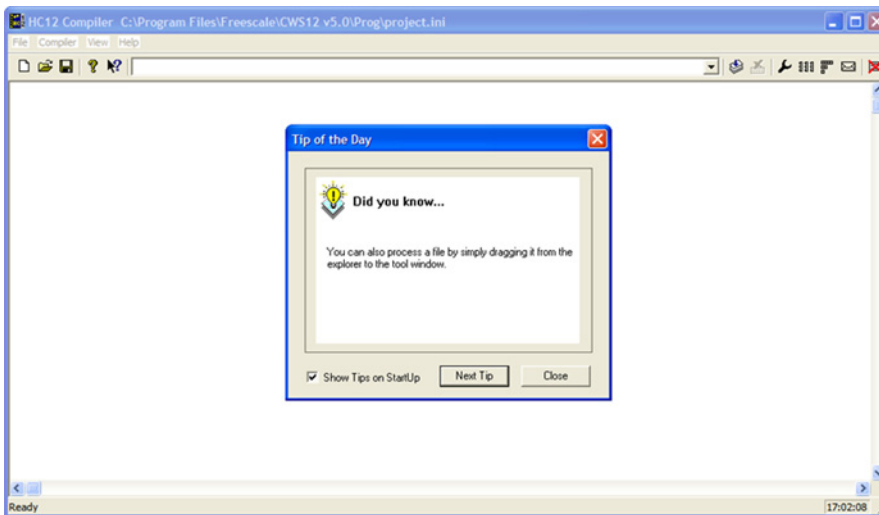 HC12 Compiler C:\Program Files\Freescale\CWS12 v5.0\Prog\project.ini
File Compiler View Help
Tip of the Day
Did you know...
You can also process a file by simply dragging it from the
explorer to the tool window.
Show Tips on StartUp Next Tip Close
Ready 17:02:08